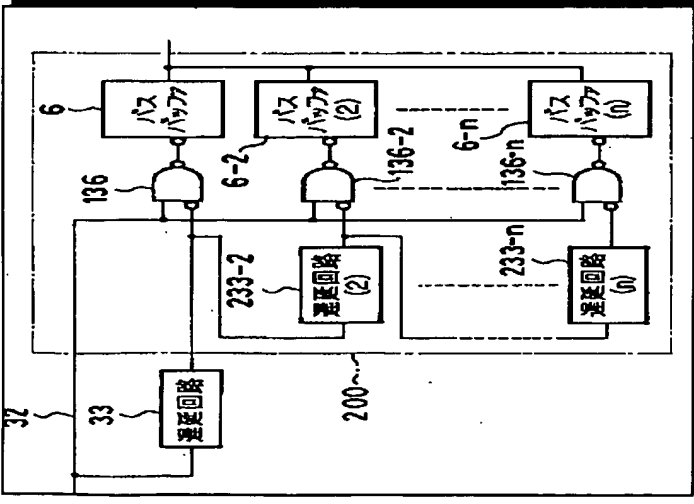 32
33
遅延回路
200
233-2
遅延回路
(2)
233-n
遅延回路
(n)
136
136-2
136-n
6
バス
バッファ
6-2
バス
バッファ
(2)
6-n
バス
バッファ
(n)